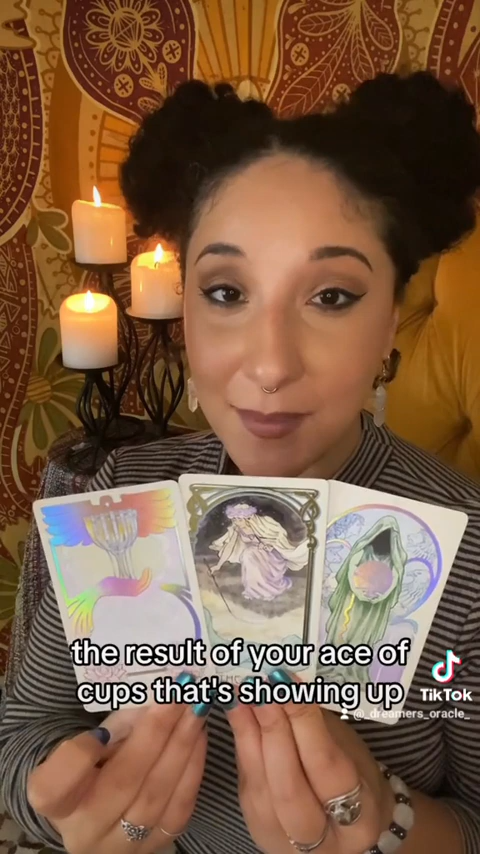 the result of your ace of
cups that's showing up
TikTok
@_dreamers_oracle_